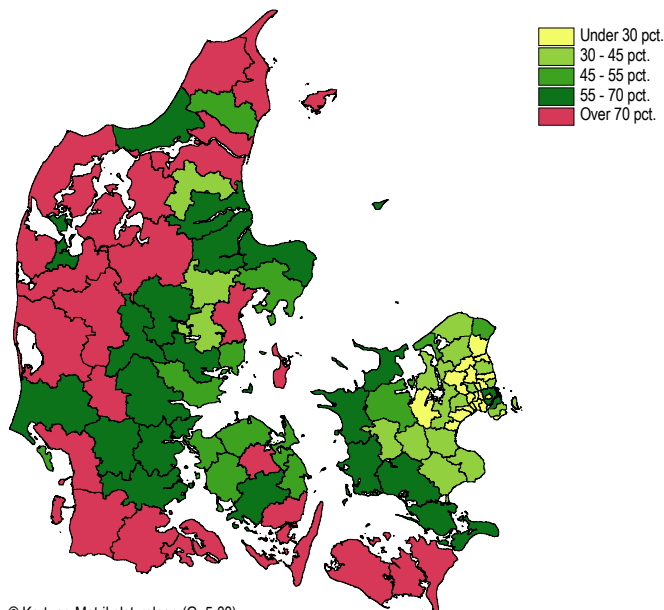 Under 30 pct.
30 - 45 pct.
45 - 55 pct.
55 - 70 pct.
Over 70 pct.